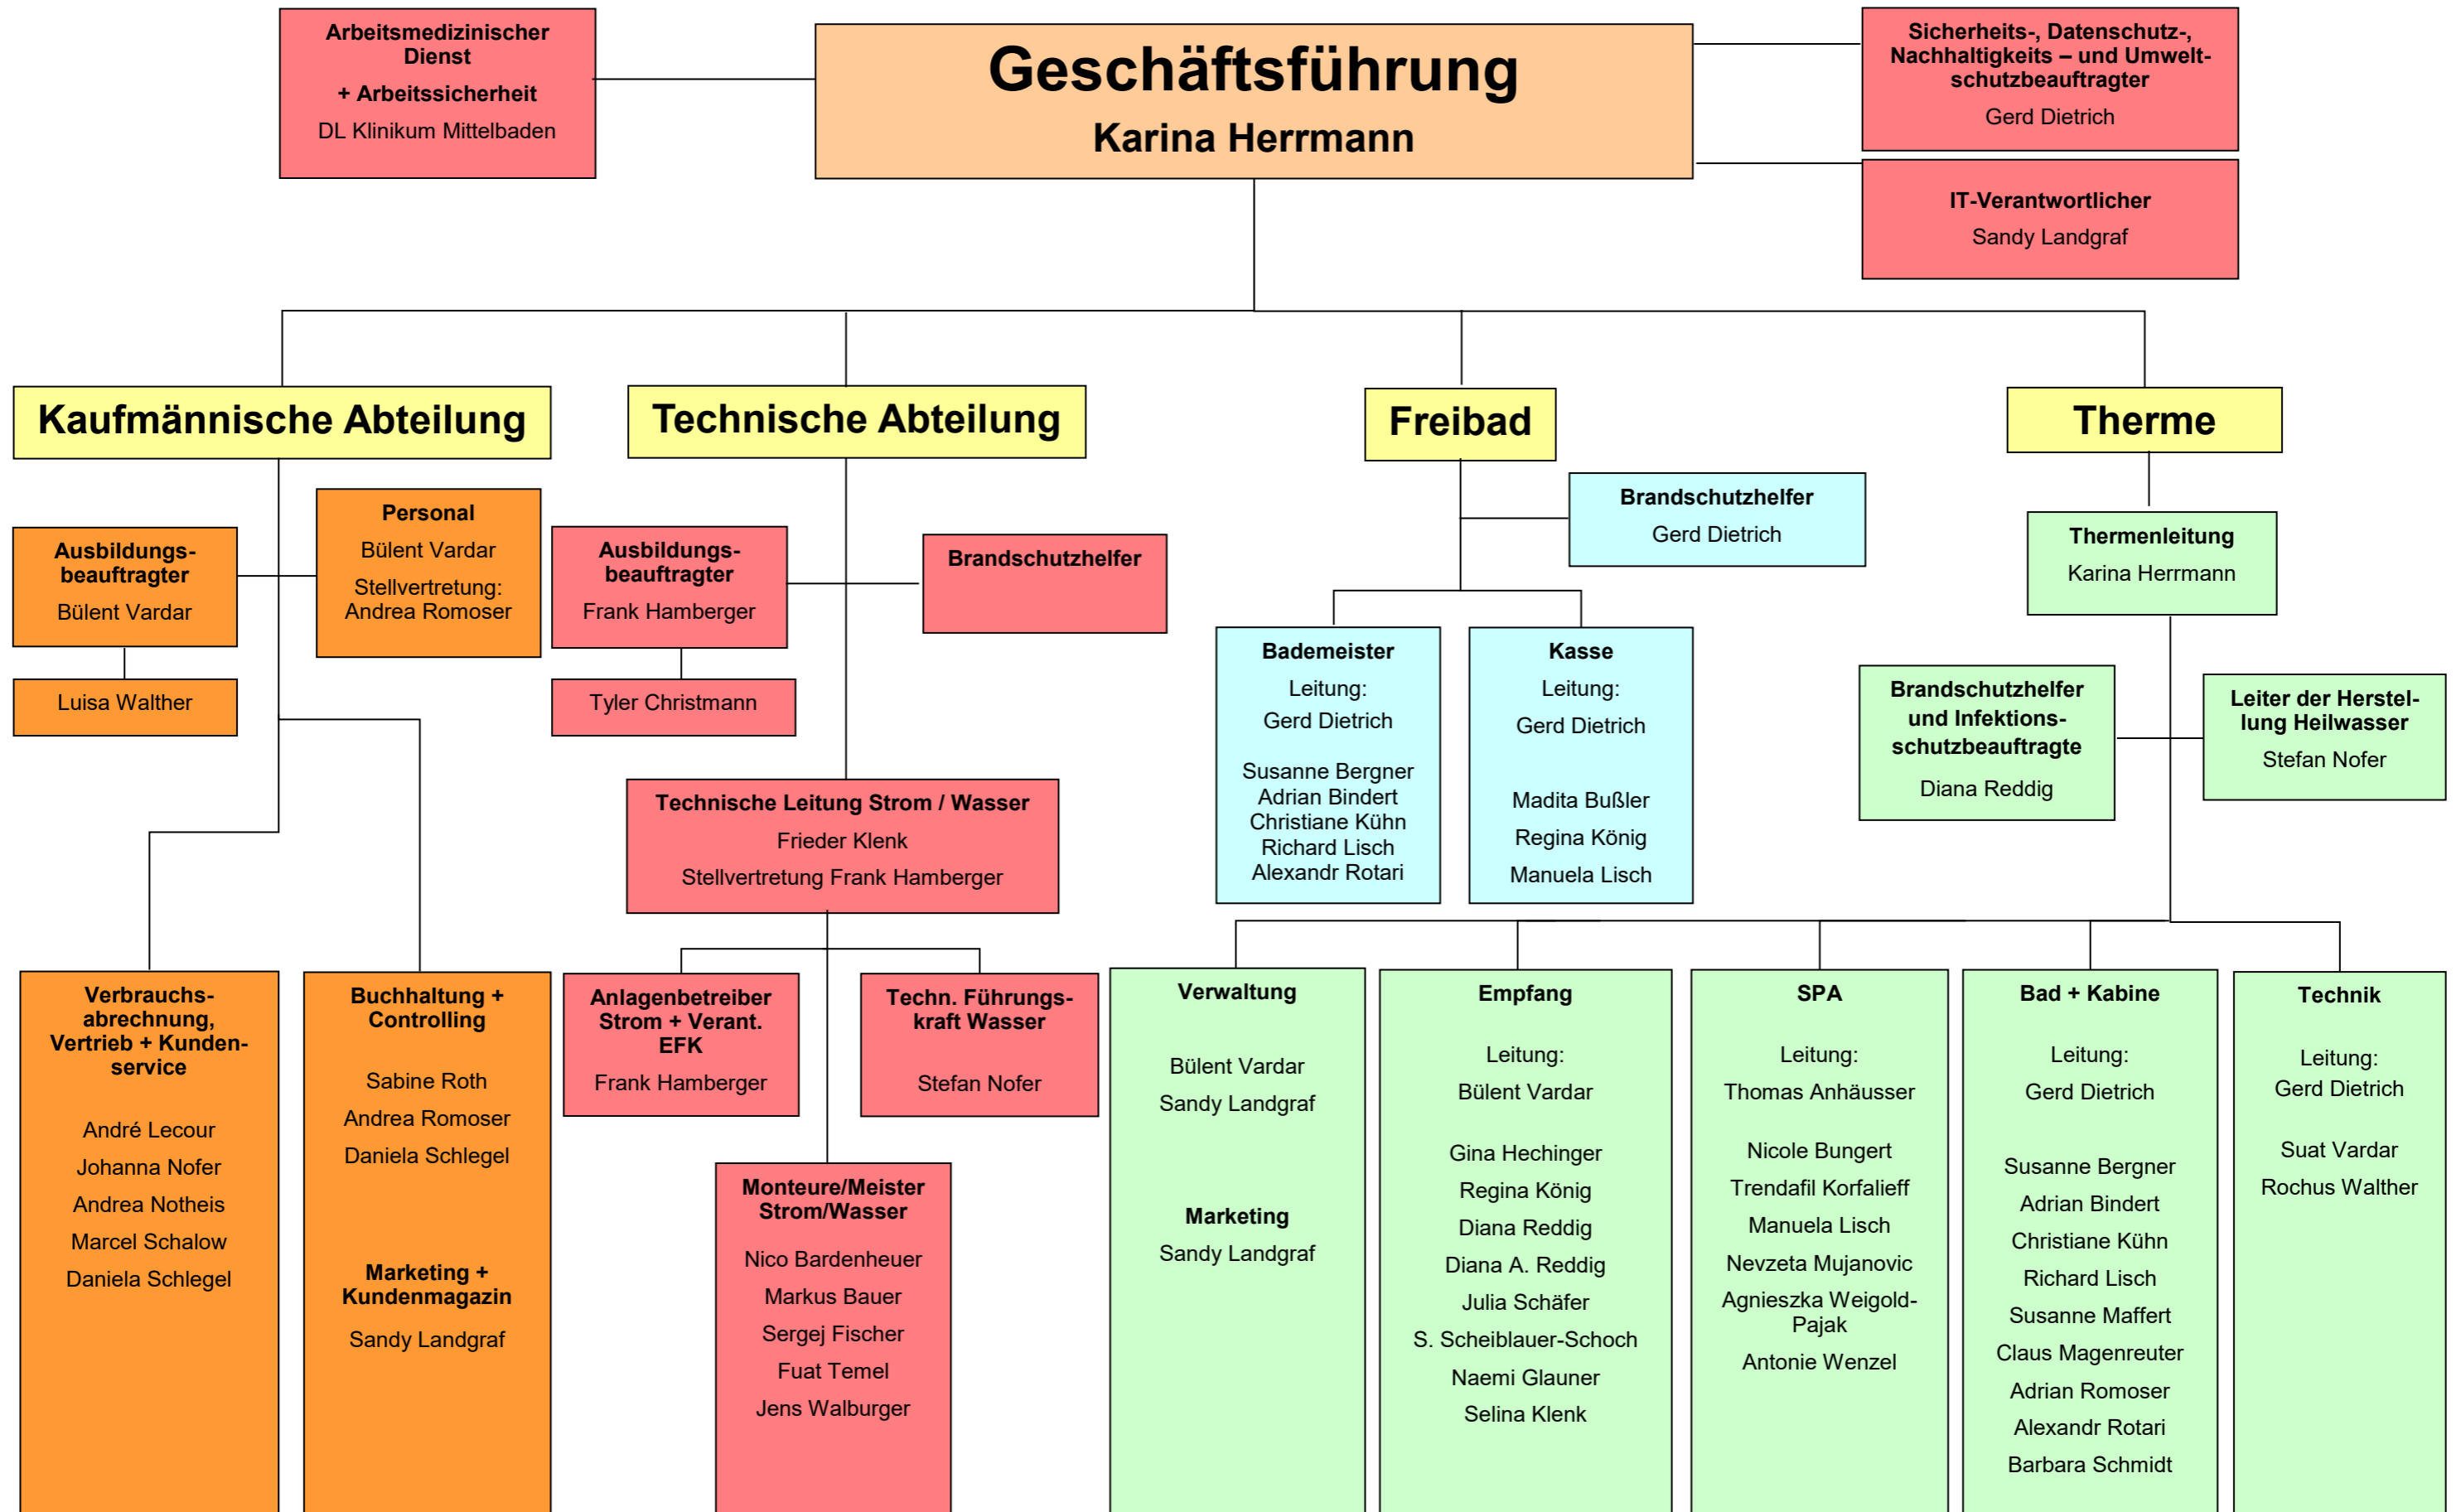 Arbeitsmedizinischer
Dienst
+ Arbeitssicherheit
DL Klinikum Mittelbaden
Geschäftsführung
Karina Herrmann
Sicherheits-, Datenschutz-,
Nachhaltigkeits – und Umwelt-
schutzbeauftragter
Gerd Dietrich
IT-Verantwortlicher
Sandy Landgraf
Kaufmännische Abteilung
Technische Abteilung
Freibad
Therme
Ausbildungs-
beauftragter
Bülent Vardar
Luisa Walther
Personal
Bülent Vardar
Stellvertretung:
Andrea Romoser
Ausbildungs-
beauftragter
Frank Hamberger
Tyler Christmann
Brandschutzhelfer
Brandschutzhelfer
Gerd Dietrich
Thermenleitung
Karina Herrmann
Bademeister
Leitung:
Gerd Dietrich
Susanne Bergner
Adrian Bindert
Christiane Kühn
Richard Lisch
Alexandr Rotari
Kasse
Leitung:
Gerd Dietrich
Madita Bußler
Regina König
Manuela Lisch
Brandschutzhelfer
und Infektions-
schutzbeauftragte
Diana Reddig
Leiter der Herstel-
lung Heilwasser
Stefan Nofer
Technische Leitung Strom / Wasser
Frieder Klenk
Stellvertretung Frank Hamberger
Verbrauchs-
abrechnung,
Vertrieb + Kunden-
service
André Lecour
Johanna Nofer
Andrea Notheis
Marcel Schalow
Daniela Schlegel
Buchhaltung +
Controlling
Sabine Roth
Andrea Romoser
Daniela Schlegel
Marketing +
Kundenmagazin
Sandy Landgraf
Anlagenbetreiber
Strom + Verant.
EFK
Frank Hamberger
Techn. Führungs-
kraft Wasser
Stefan Nofer
Monteure/Meister
Strom/Wasser
Nico Bardenheuer
Markus Bauer
Sergej Fischer
Fuat Temel
Jens Walburger
Verwaltung
Bülent Vardar
Sandy Landgraf
Marketing
Sandy Landgraf
Empfang
Leitung:
Bülent Vardar
Gina Hechinger
Regina König
Diana Reddig
Diana A. Reddig
Julia Schäfer
S. Scheiblauer-Schoch
Naemi Glauner
Selina Klenk
SPA
Leitung:
Thomas Anhäusser
Nicole Bungert
Trendafil Korfalieff
Manuela Lisch
Nevzeta Mujanovic
Agnieszka Weigold-
Pajak
Antonie Wenzel
Bad + Kabine
Leitung:
Gerd Dietrich
Susanne Bergner
Adrian Bindert
Christiane Kühn
Richard Lisch
Susanne Maffert
Claus Magenreuter
Adrian Romoser
Alexandr Rotari
Barbara Schmidt
Technik
Leitung:
Gerd Dietrich
Suat Vardar
Rochus Walther